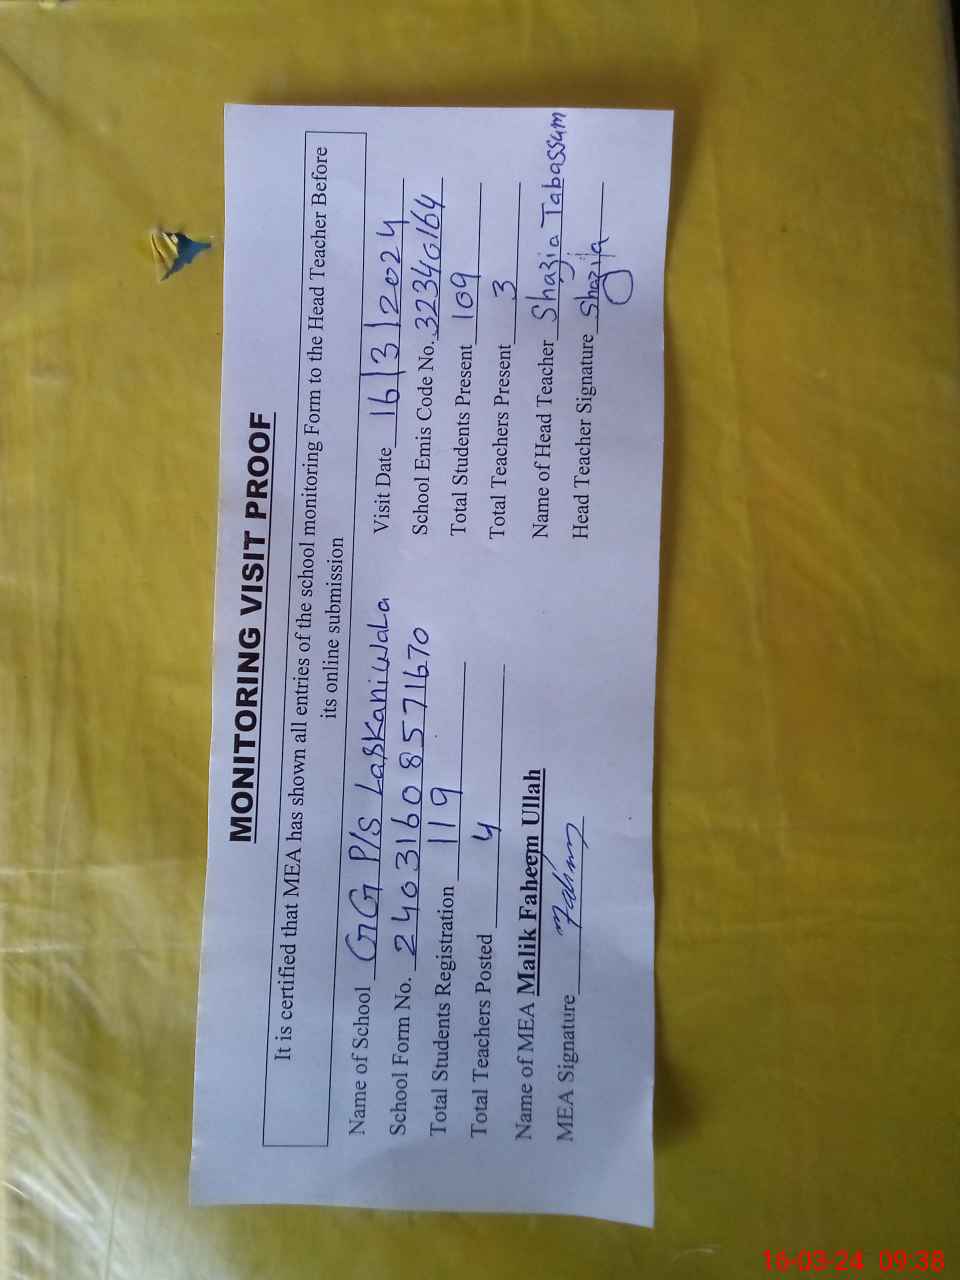 MONITORING VISIT PROOF
It is certified that MEA has shown all entries of the school monitoring Form to the Head Teacher Before
its online submission
Name of School GG P/S Laskaniwala Visit Date 16/3/2024
School Form No. 24031608571670 School Emis Code No. 32340164
Total Students Registration 119 Total Students Present 109
Total Teachers Posted 4 Total Teachers Present 3
Name of MEA Malik Faheem Ullah Name of Head Teacher Shazia Tabassum
MEA Signature Fahim Head Teacher Signature Shazia
16-03-24 09:38